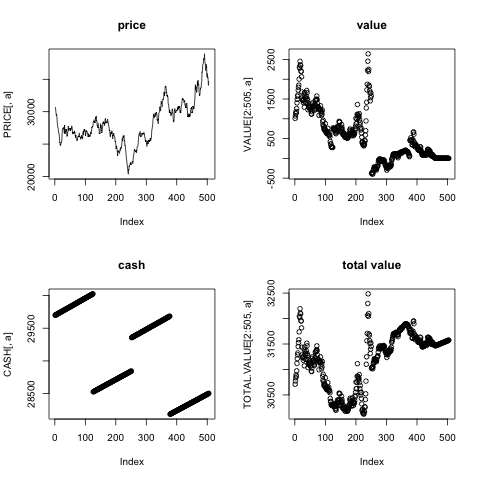 price
PRICE[, a]
20000 30000
0 100 200 300 400 500
Index
value
VALUE[2:505, a]
-500 500 1500 2500
0 100 200 300 400 500
Index
cash
CASH[, a]
28500 29500
0 100 200 300 400 500
Index
total value
TOTAL.VALUE[2:505, a]
30500 31500 32500
0 100 200 300 400 500
Index